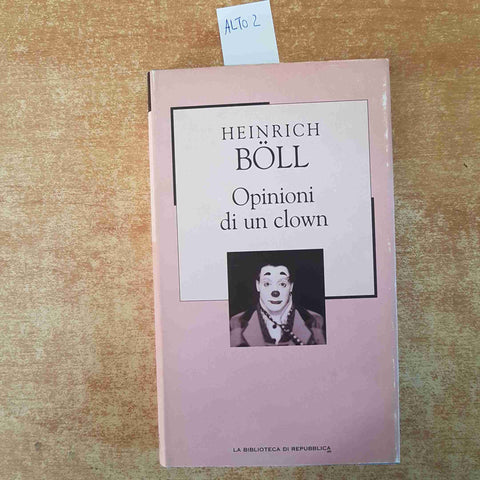 ALTO 2
HEINRICH
BÖLL
Opinioni
di un clown
LA BIBLIOTECA DI REPUBBLICA